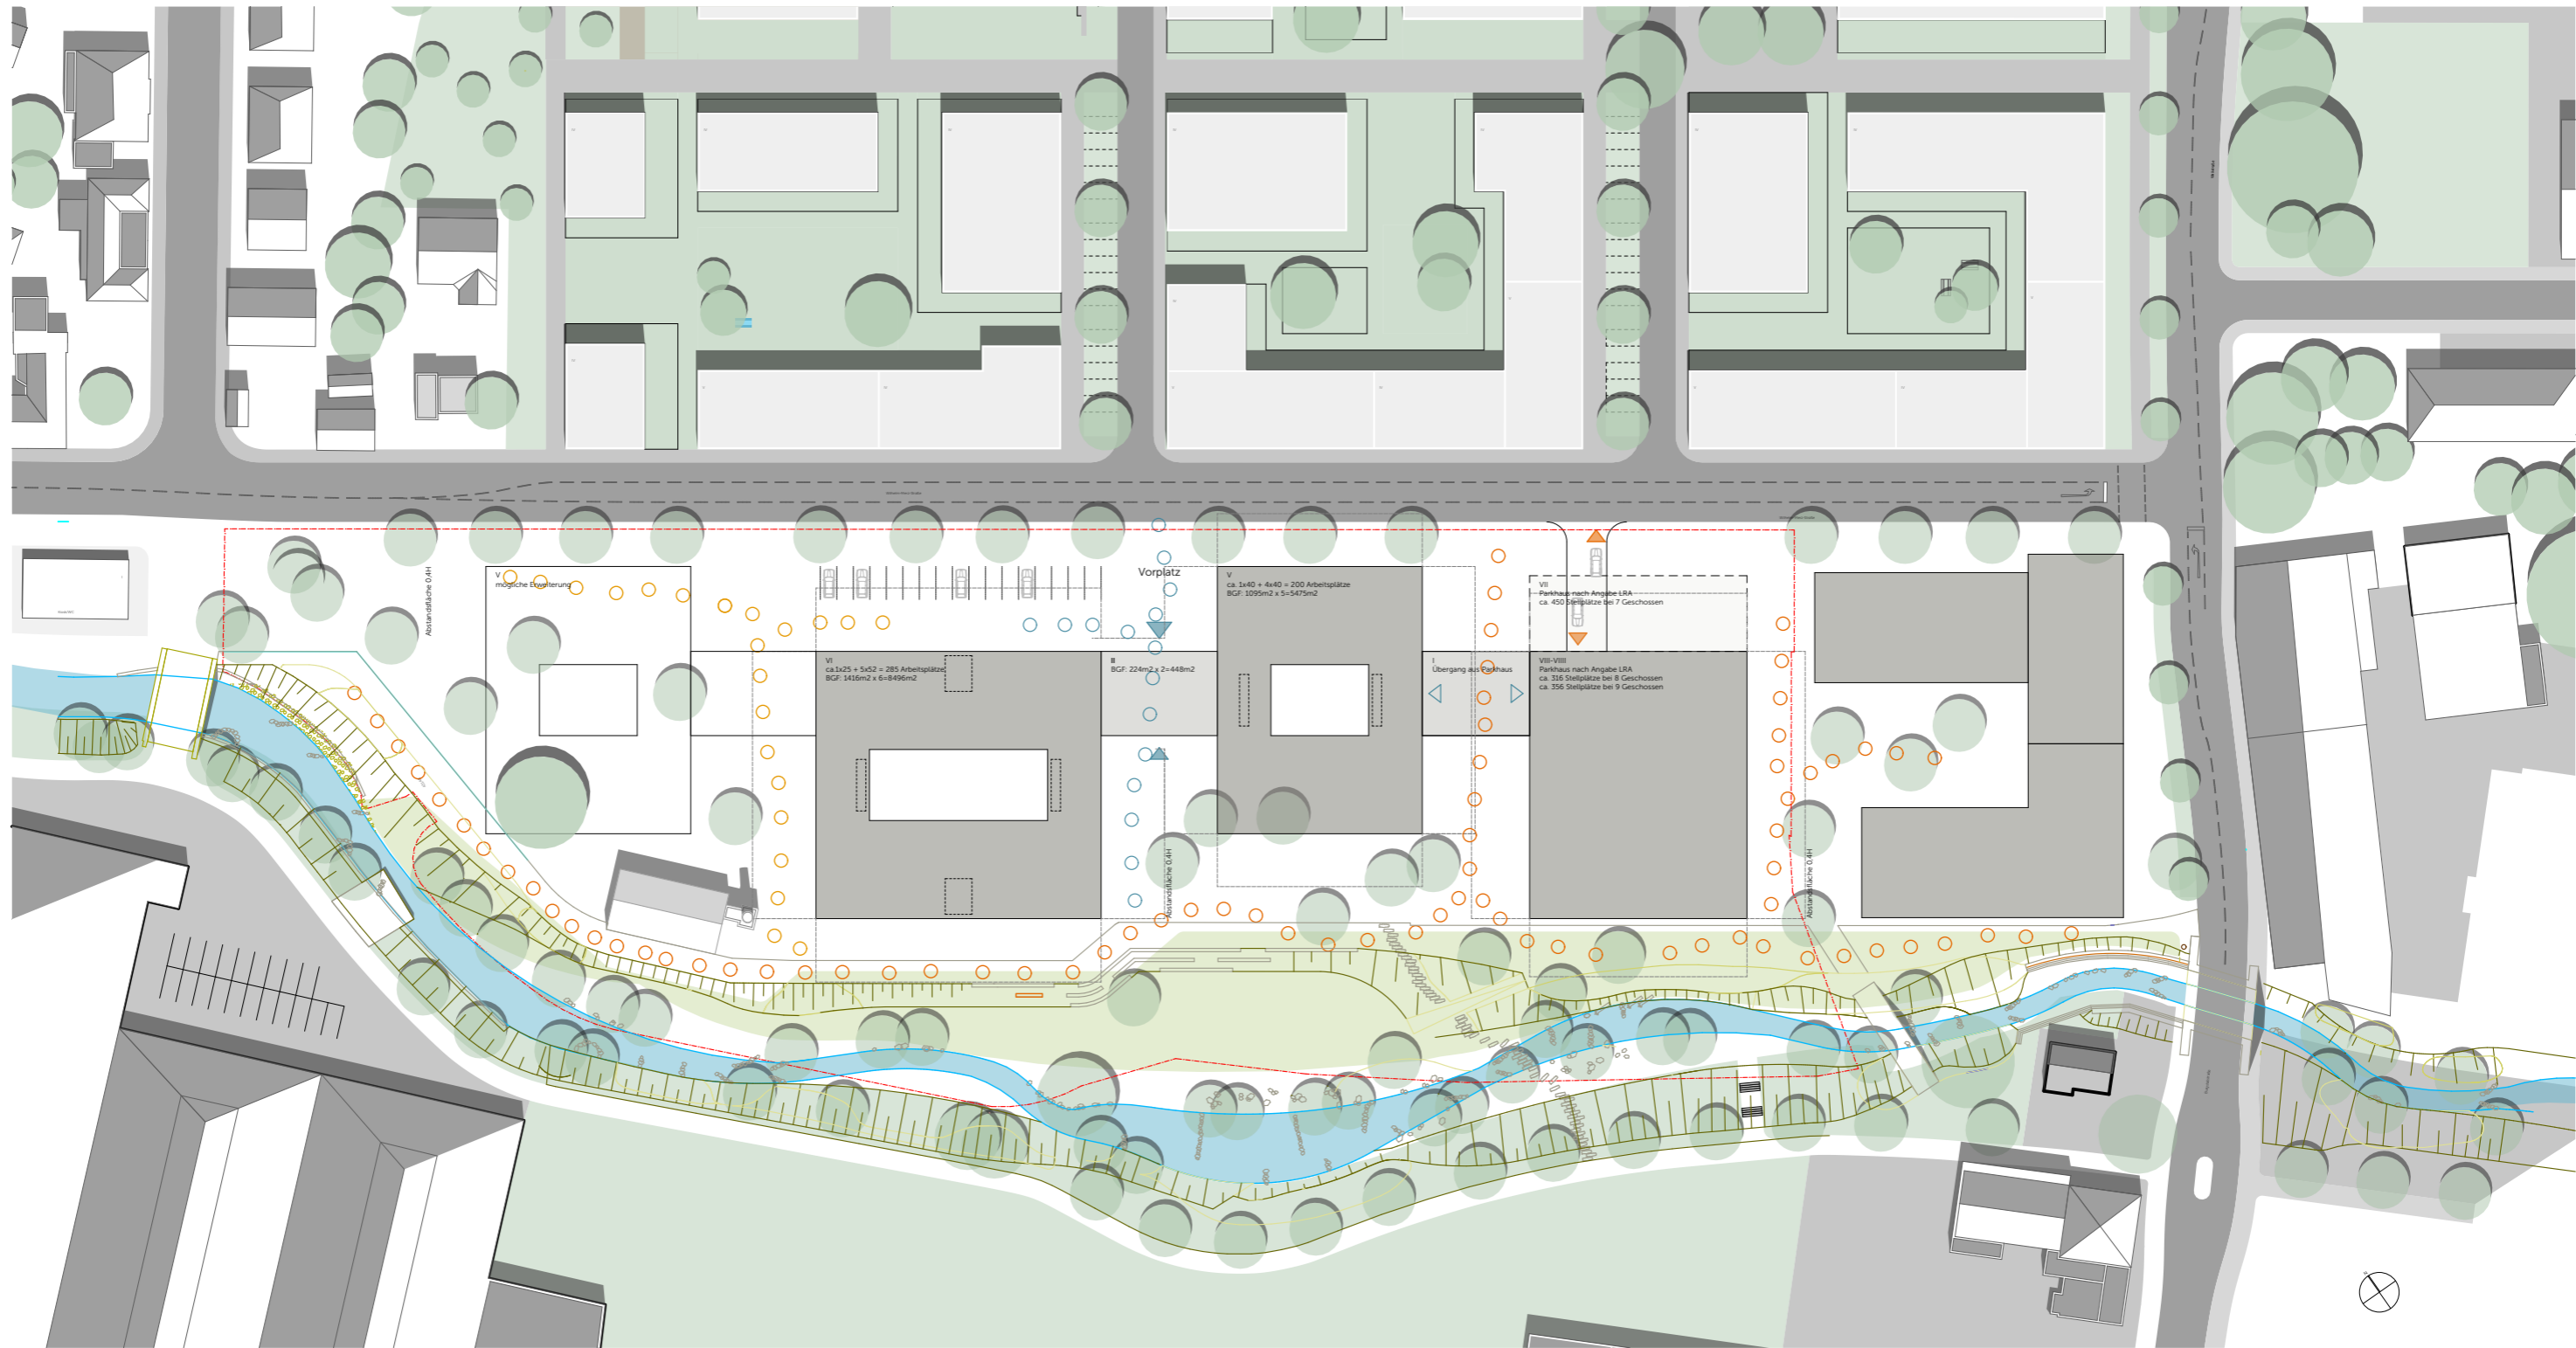 Vorplatz
V
mögliche Erweiterung
Abstandsfläche 0,4H
V
ca. 1x40 + 4x40 = 200 Arbeitsplätze
BGF: 1095m2 x 5=5475m2
VII
Parkhaus nach Angabe LRA
ca. 450 Stellplätze bei 7 Geschossen
VI
ca.1x25 + 5x52 = 285 Arbeitsplätze
BGF: 1416m2 x 6=8496m2
II
BGF: 224m2 x 2=448m2
I
Übergang aus Parkhaus
VIII-VIIII
Parkhaus nach Angabe LRA
ca. 316 Stellplätze bei 8 Geschossen
ca. 356 Stellplätze bei 9 Geschossen
Abstandsfläche 0,4H
Abstandsfläche 0,4H